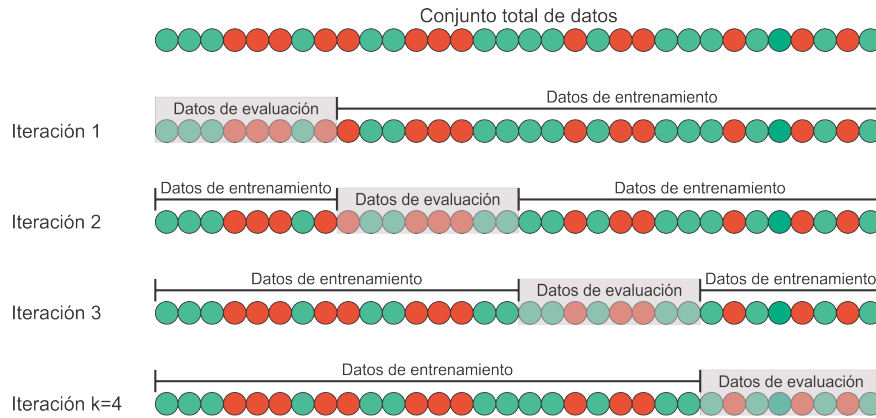 Conjunto total de datos
Datos de evaluación
Datos de entrenamiento
Iteración 1
Datos de entrenamiento
Datos de evaluación
Datos de entrenamiento
Iteración 2
Datos de entrenamiento
Datos de evaluación
Datos de entrenamiento
Iteración 3
Datos de entrenamiento
Datos de evaluación
Iteración k=4